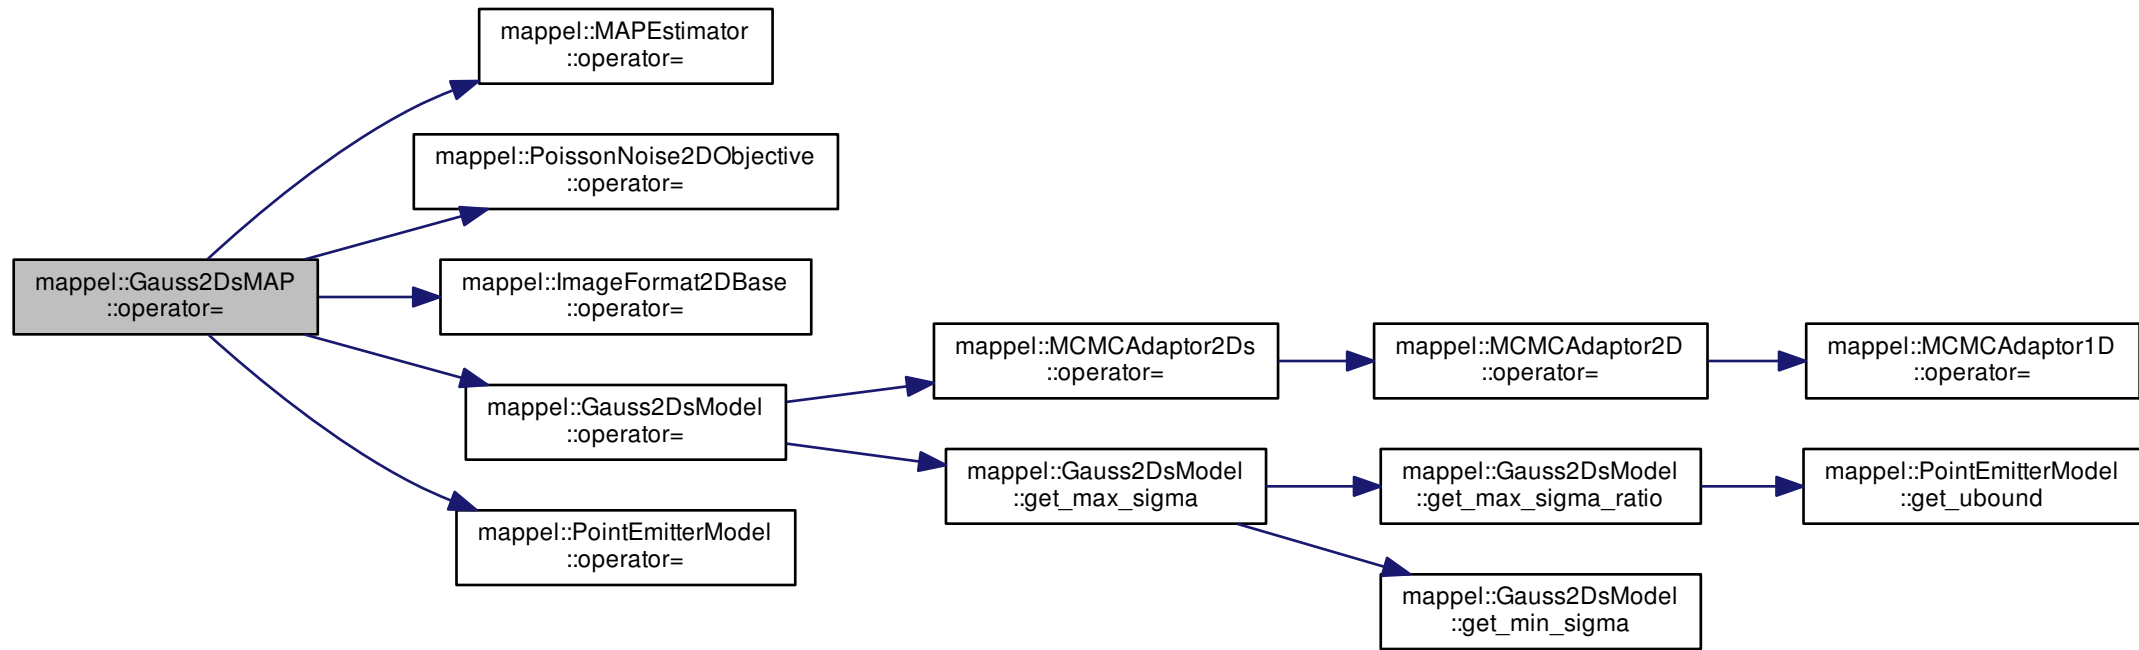 mappel::MAPEstimator
::operator=
mappel::PoissonNoise2DObjective
::operator=
mappel::Gauss2DsMAP
::operator=
mappel::ImageFormat2DBase
::operator=
mappel::Gauss2DsModel
::operator=
mappel::PointEmitterModel
::operator=
mappel::MCMCAdaptor2Ds
::operator=
mappel::Gauss2DsModel
::get_max_sigma
mappel::MCMCAdaptor2D
::operator=
mappel::Gauss2DsModel
::get_max_sigma_ratio
mappel::Gauss2DsModel
::get_min_sigma
mappel::MCMCAdaptor1D
::operator=
mappel::PointEmitterModel
::get_ubound